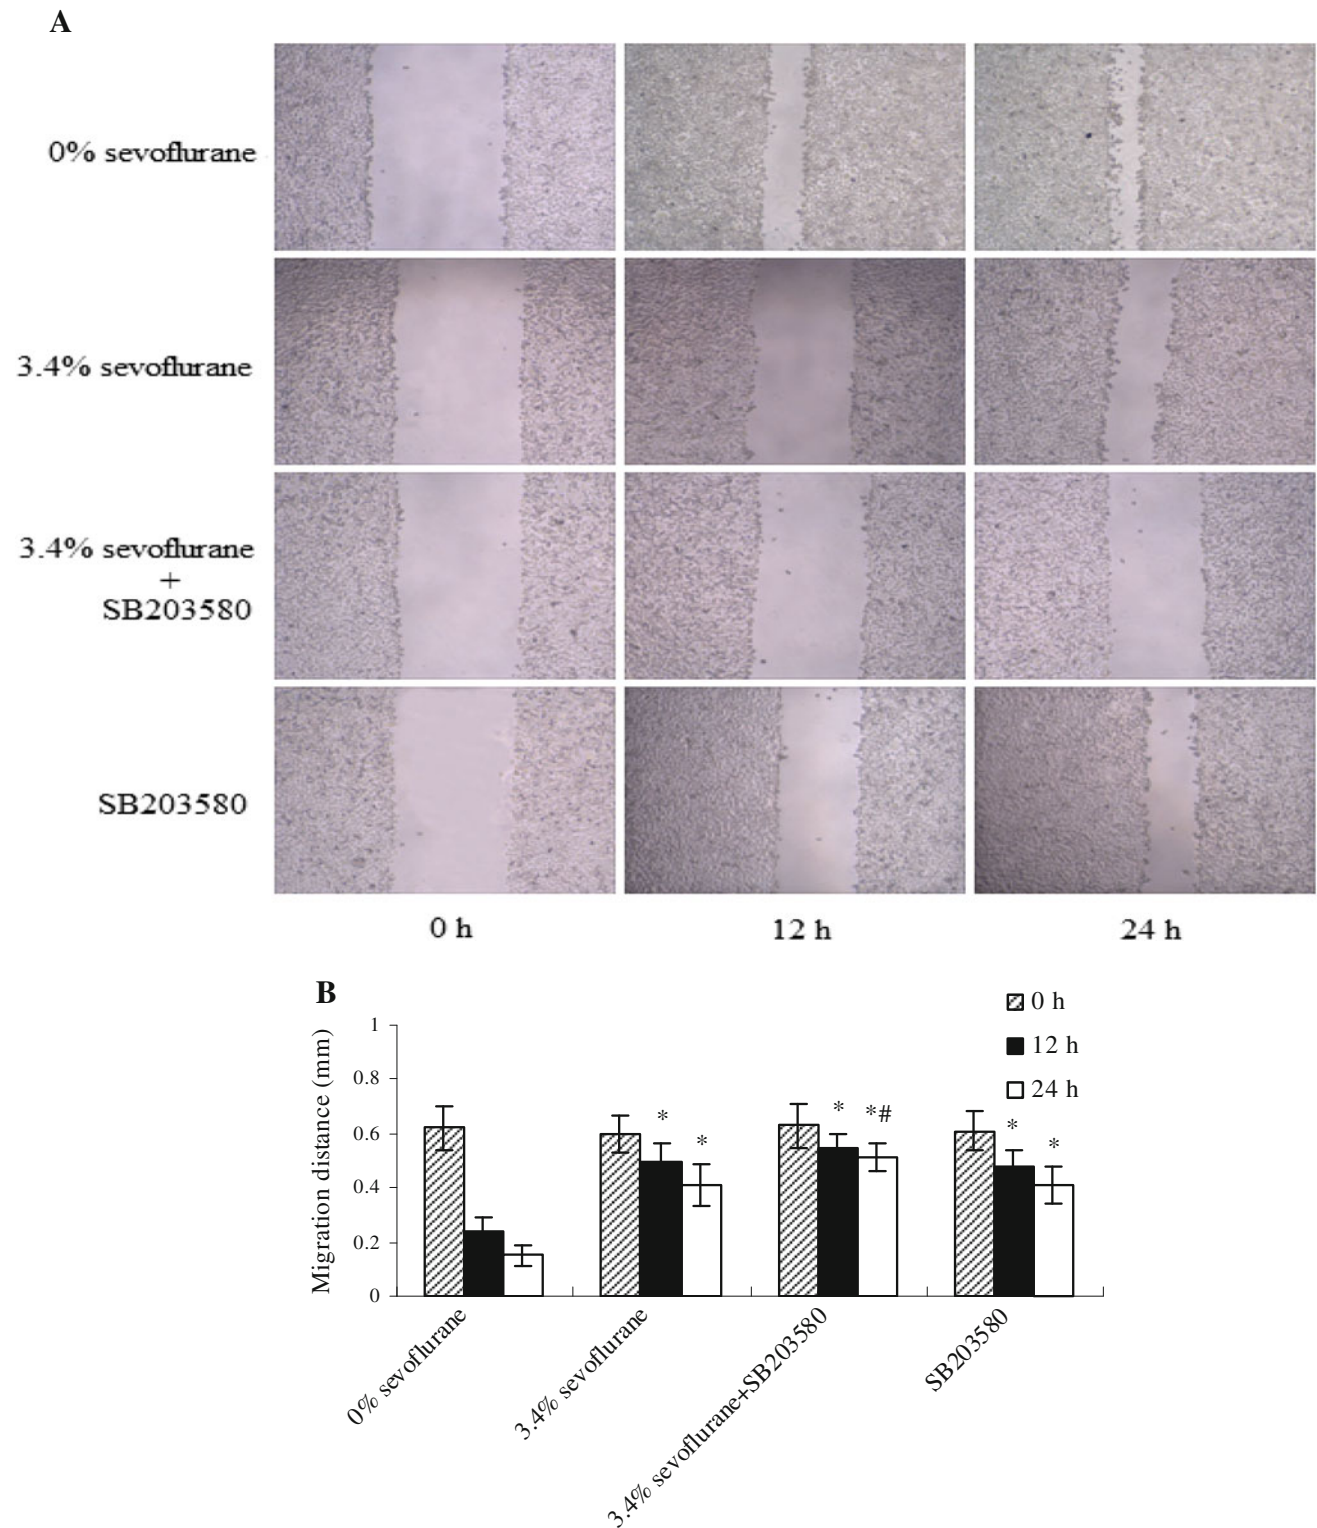 A
0% sevoflurane
3.4% sevoflurane
3.4% sevoflurane
+
SB203580
SB203580
0 h
12 h
24 h
B
0 h
12 h
24 h
Migration distance (mm)
1
0.8
0.6
0.4
0.2
0
*
*
*
*#
*
*
0% sevoflurane
3.4% sevoflurane
3.4% sevoflurane+SB203580
SB203580